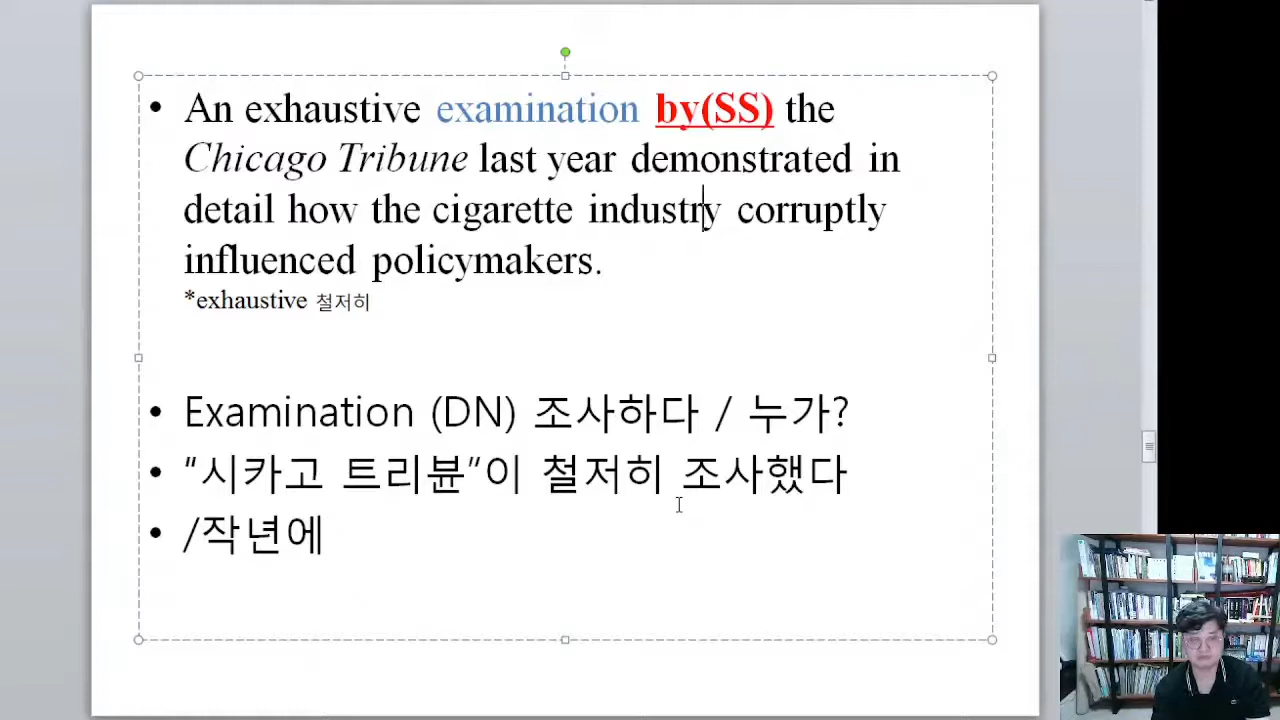 • An exhaustive examination by(SS) the
Chicago Tribune last year demonstrated in
detail how the cigarette industry corruptly
influenced policymakers.
*exhaustive 철저히
• Examination (DN) 조사하다 / 누가?
• "시카고 트리뷴"이 철저히 조사했다
• /작년에